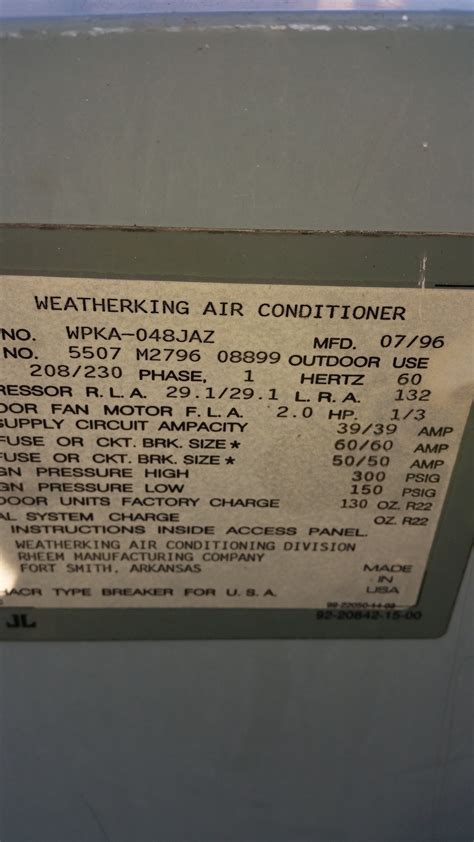 WEATHERKING AIR CONDITIONER
NO. WPKA-048JAZ MFD. 07/96
NO. 5507 M2796 08899 OUTDOOR USE
208/230 PHASE, 1 HERTZ 60
RESSOR R.L.A. 29.1/29.1 L.R.A. 132
OOR FAN MOTOR F.L.A. 2.0 HP. 1/3
SUPPLY CIRCUIT AMPACITY 39/39 AMP
FUSE OR CKT. BRK. SIZE* 60/60 AMP
FUSE OR CKT. BRK. SIZE* 50/50 AMP
GN PRESSURE HIGH 300 PSIG
GN PRESSURE LOW 150 PSIG
DOOR UNITS FACTORY CHARGE 130 OZ. R22
AL SYSTEM CHARGE OZ. R22
INSTRUCTIONS INSIDE ACCESS PANEL.
WEATHERKING AIR CONDITIONING DIVISION
RHEEM MANUFACTURING COMPANY
FORT SMITH, ARKANSAS
MADE
IN
USA
HACR TYPE BREAKER FOR U.S.A.
92-20842-15-00